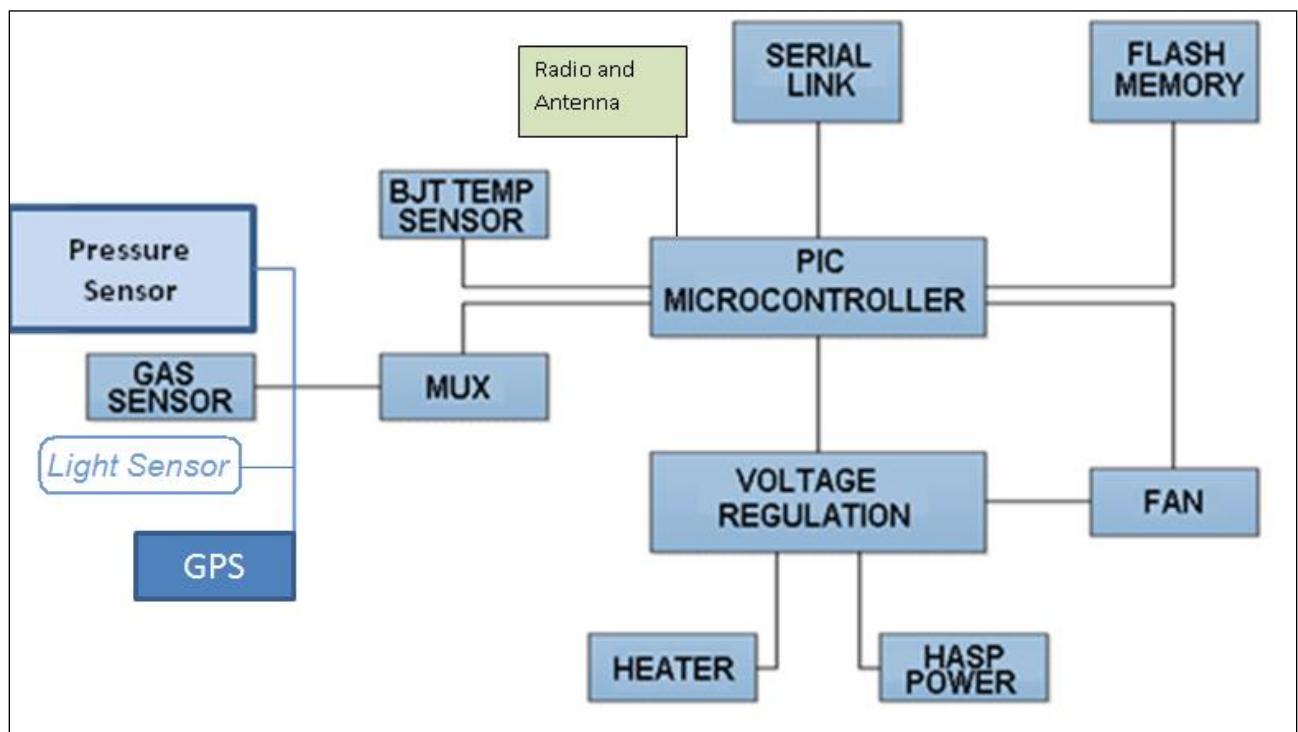 Radio and
Antenna
SERIAL
LINK
FLASH
MEMORY
BJT TEMP
SENSOR
Pressure
Sensor
PIC
MICROCONTROLLER
GAS
SENSOR
MUX
Light Sensor
VOLTAGE
REGULATION
FAN
GPS
HEATER
HASP
POWER